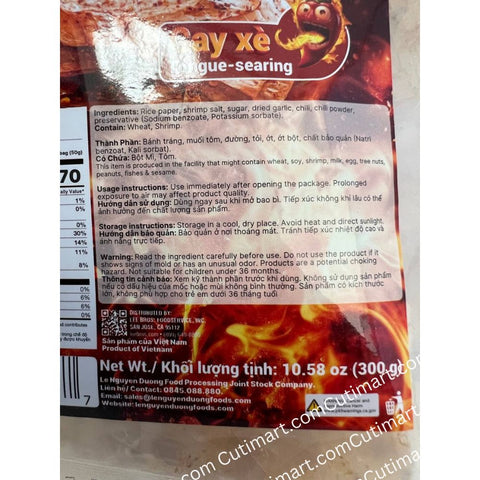 Cay xè
tongue-searing
Ingredients: Rice paper, shrimp salt, sugar, dried garlic, chili, chili powder,
preservative (Sodium benzoate, Potassium sorbate).
Contain: Wheat, Shrimp.
Thành Phần: Bánh tráng, muối tôm, đường, tỏi, ớt, ớt bột, chất bảo quản (Natri
benzoat, Kali sorbat).
Có Chứa: Bột Mì, Tôm.
This item is produced in the facility that might contain wheat, soy, shrimp, milk, egg, tree nuts,
peanuts, fishes & sesame.
Usage instructions: Use immediately after opening the package. Prolonged
exposure to air may affect product quality.
Hướng dẫn sử dụng: Dùng ngay sau khi mở bao bì. Tiếp xúc không khí lâu có thể
ảnh hưởng đến chất lượng sản phẩm.
Storage instructions: Storage in a cool, dry place. Avoid heat and direct sunlight.
Hướng dẫn bảo quản: Bảo quản ở nơi thoáng mát. Tránh tiếp xúc nhiệt độ cao và
ánh nắng trực tiếp.
Warning: Read the ingredient carefully before use. Do not use the product if it
shows signs of mold or has an unusual odor. Products are a potential choking
hazard. Not suitable for children under 36 months.
Thông tin cảnh báo: Xem kỹ thành phần trước khi dùng. Không sử dụng sản phẩm
nếu có dấu hiệu của mốc hoặc mùi không bình thường. Sản phẩm có kích thước
lớn, không phù hợp cho trẻ em dưới 36 tháng tuổi
bag (50g)
70
Daily Value*
1%
0%
0%
30%
14%
11%
8%
0%
6%
6%
6%
DISTRIBUTED BY:
LEE BROS. FOODSERVICE, INC.
SAN JOSE, CA 95112
Sản phẩm của Việt Nam
Product of Vietnam
Net Wt./ Khối lượng tịnh: 10.58 oz (300g)
Le Nguyen Duong Food Processing Joint Stock Company.
Liên hệ/ Contact: 0845.088.880.
Email: sales@lenguyenduongfoods.com
Website: lenguyenduongfoods.com
7
Cutimart.com
Cutimart.com
Cutimart.com